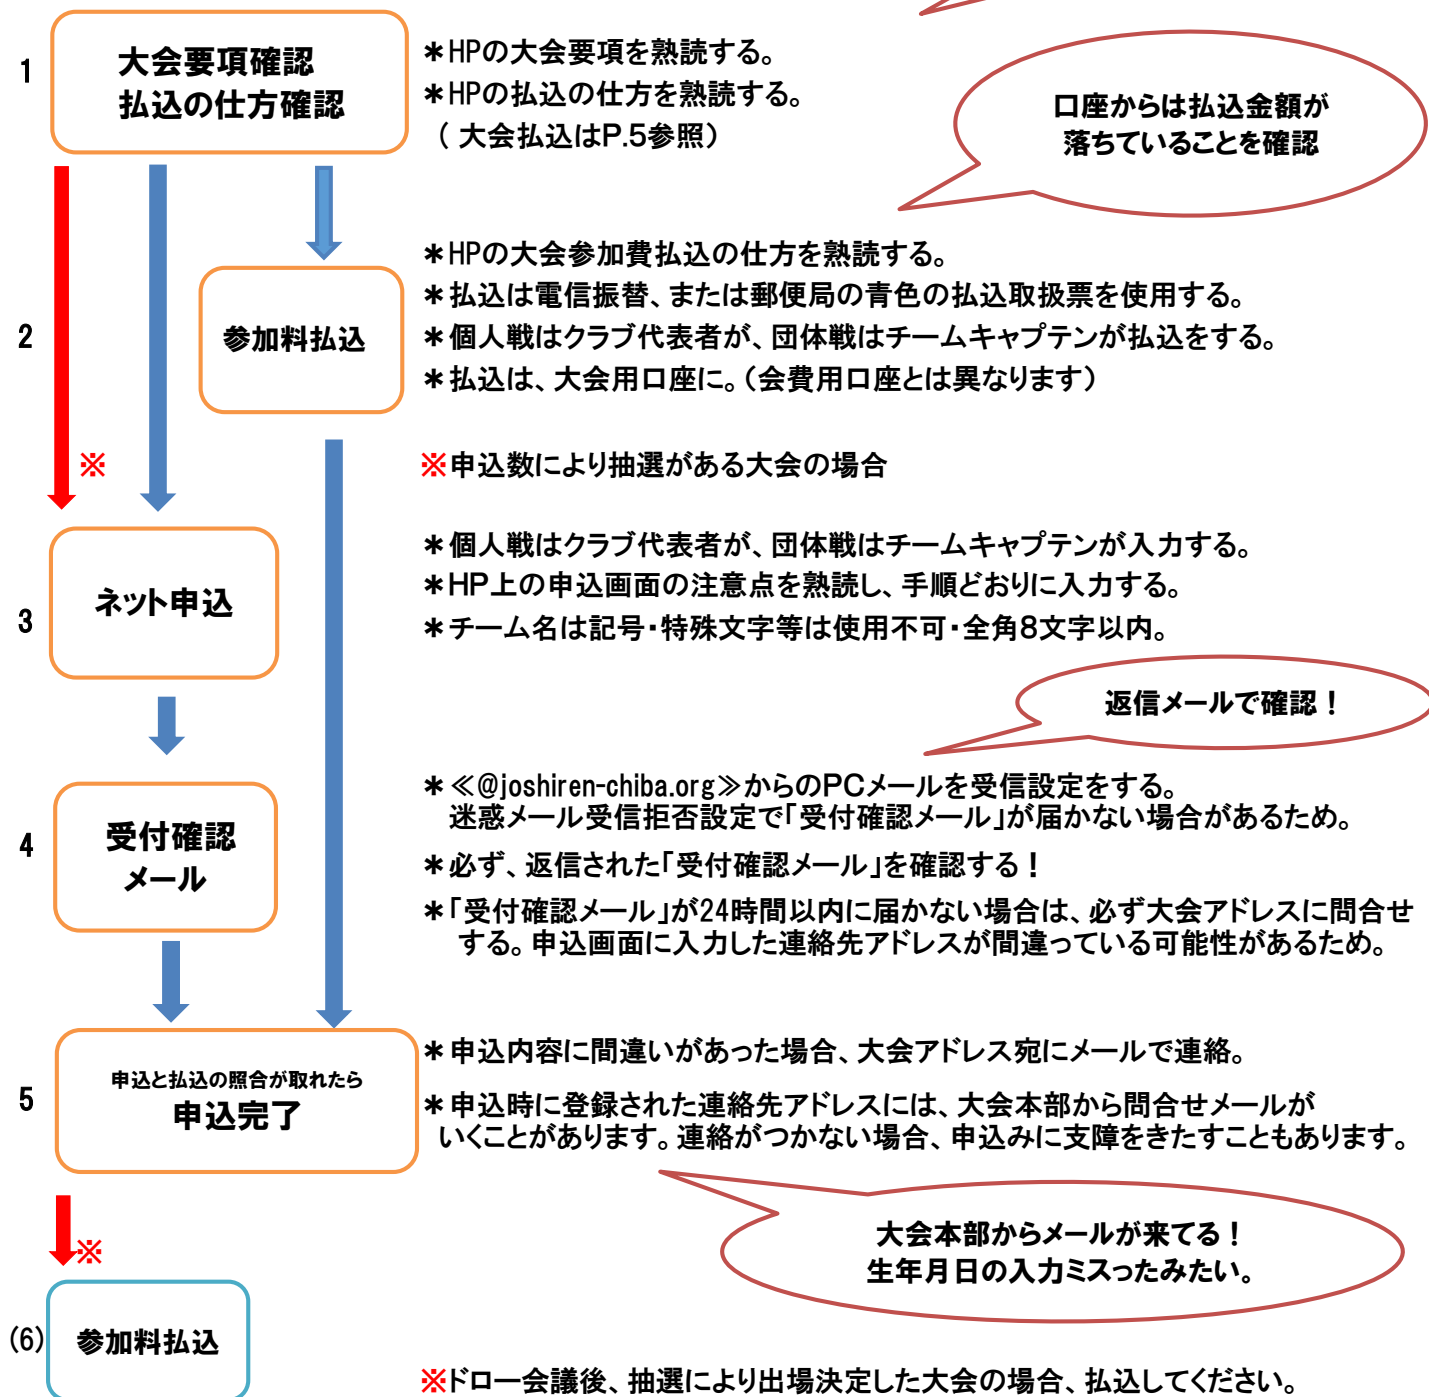 1
大会要項確認
払込の仕方確認
＊HPの大会要項を熟読する。
＊HPの払込の仕方を熟読する。
（ 大会払込はP.5参照）
口座からは払込金額が
落ちていることを確認
2
参加料払込
＊HPの大会参加費払込の仕方を熟読する。
＊払込は電信振替、または郵便局の青色の払込取扱票を使用する。
＊個人戦はクラブ代表者が、団体戦はチームキャプテンが払込をする。
＊払込は、大会用口座に。（会費用口座とは異なります）
※
※申込数により抽選がある大会の場合
3
ネット申込
＊個人戦はクラブ代表者が、団体戦はチームキャプテンが入力する。
＊HP上の申込画面の注意点を熟読し、手順どおりに入力する。
＊チーム名は記号・特殊文字等は使用不可・全角8文字以内。
返信メールで確認！
4
受付確認
メール
＊≪@joshiren-chiba.org≫からのPCメールを受信設定をする。
迷惑メール受信拒否設定で「受付確認メール」が届かない場合があるため。
＊必ず、返信された「受付確認メール」を確認する！
＊「受付確認メール」が24時間以内に届かない場合は、必ず大会アドレスに問合せ
する。申込画面に入力した連絡先アドレスが間違っている可能性があるため。
5
申込と払込の照合が取れたら
申込完了
＊申込内容に間違いがあった場合、大会アドレス宛にメールで連絡。
＊申込時に登録された連絡先アドレスには、大会本部から問合せメールが
いくことがあります。連絡がつかない場合、申込みに支障をきたすこともあります。
大会本部からメールが来てる！
生年月日の入力ミスったみたい。
※
(6)
参加料払込
※ドロー会議後、抽選により出場決定した大会の場合、払込してください。